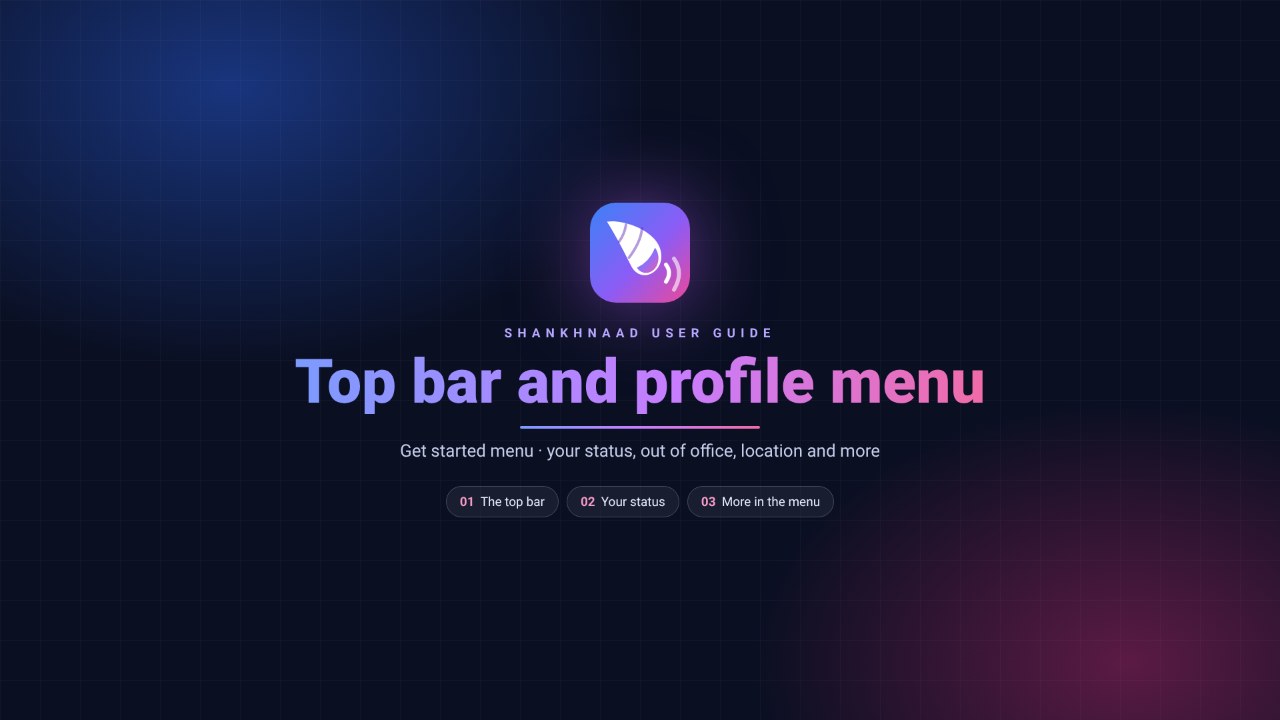 SHANKHNAAD USER GUIDE
Top bar and profile menu
Get started menu · your status, out of office, location and more
01 The top bar 02 Your status 03 More in the menu